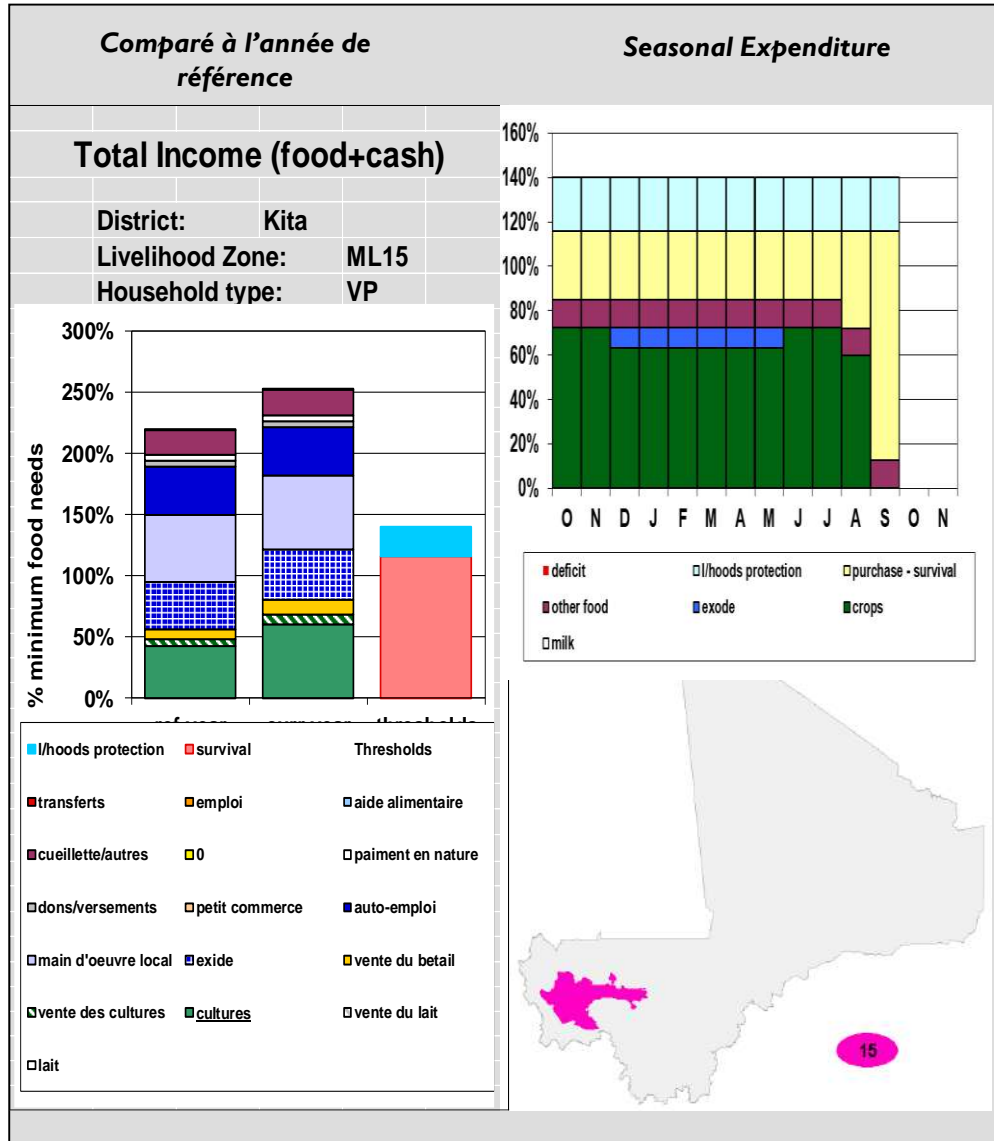 Comparé à l'année de
référence
Seasonal Expenditure
Total Income (food+cash)
District: Kita
Livelihood Zone: ML15
Household type: VP
% minimum food needs
300%
250%
200%
150%
100%
50%
0%
l/hoods protection survival Thresholds
transferts emploi aide alimentaire
cueillette/autres 0 paiment en nature
dons/versements petit commerce auto-emploi
main d'oeuvre local exide vente du betail
vente des cultures cultures vente du lait
lait
160%
140%
120%
100%
80%
60%
40%
20%
0%
O N D J F M A M J J A S O N
deficit l/hoods protection purchase - survival
other food exode crops
milk
15